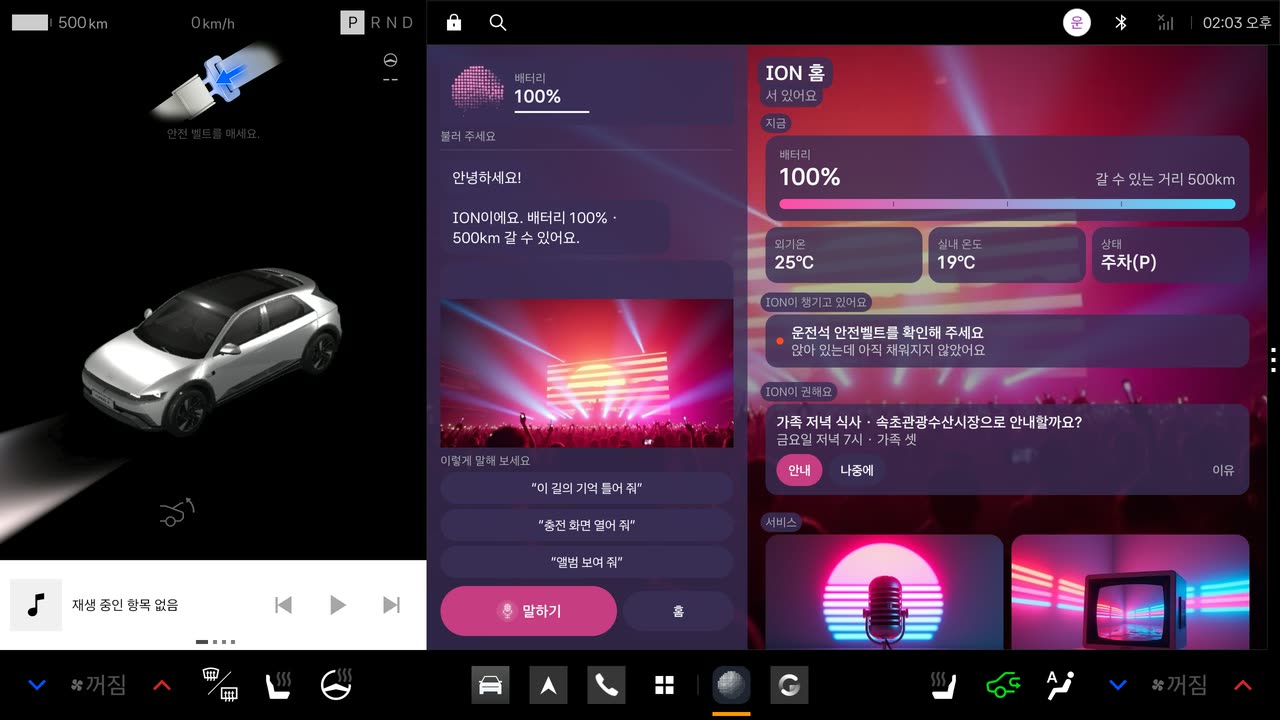 500 km
0 km/h
P R N D
--
안전 벨트를 매세요.
재생 중인 항목 없음
운
02:03 오후
배터리
100%
불러 주세요
안녕하세요!
ION이에요. 배터리 100% ·
500km 갈 수 있어요.
이렇게 말해 보세요
"이 길의 기억 틀어 줘"
"충전 화면 열어 줘"
"앨범 보여 줘"
말하기
홈
ION 홈
서 있어요
지금
배터리
100%
갈 수 있는 거리 500km
외기온
25°C
실내 온도
19°C
상태
주차(P)
ION이 챙기고 있어요
운전석 안전벨트를 확인해 주세요
앉아 있는데 아직 채워지지 않았어요
ION이 권해요
가족 저녁 식사 · 속초관광수산시장으로 안내할까요?
금요일 저녁 7시 · 가족 셋
안내
나중에
이유
서비스
꺼짐
G
A
꺼짐